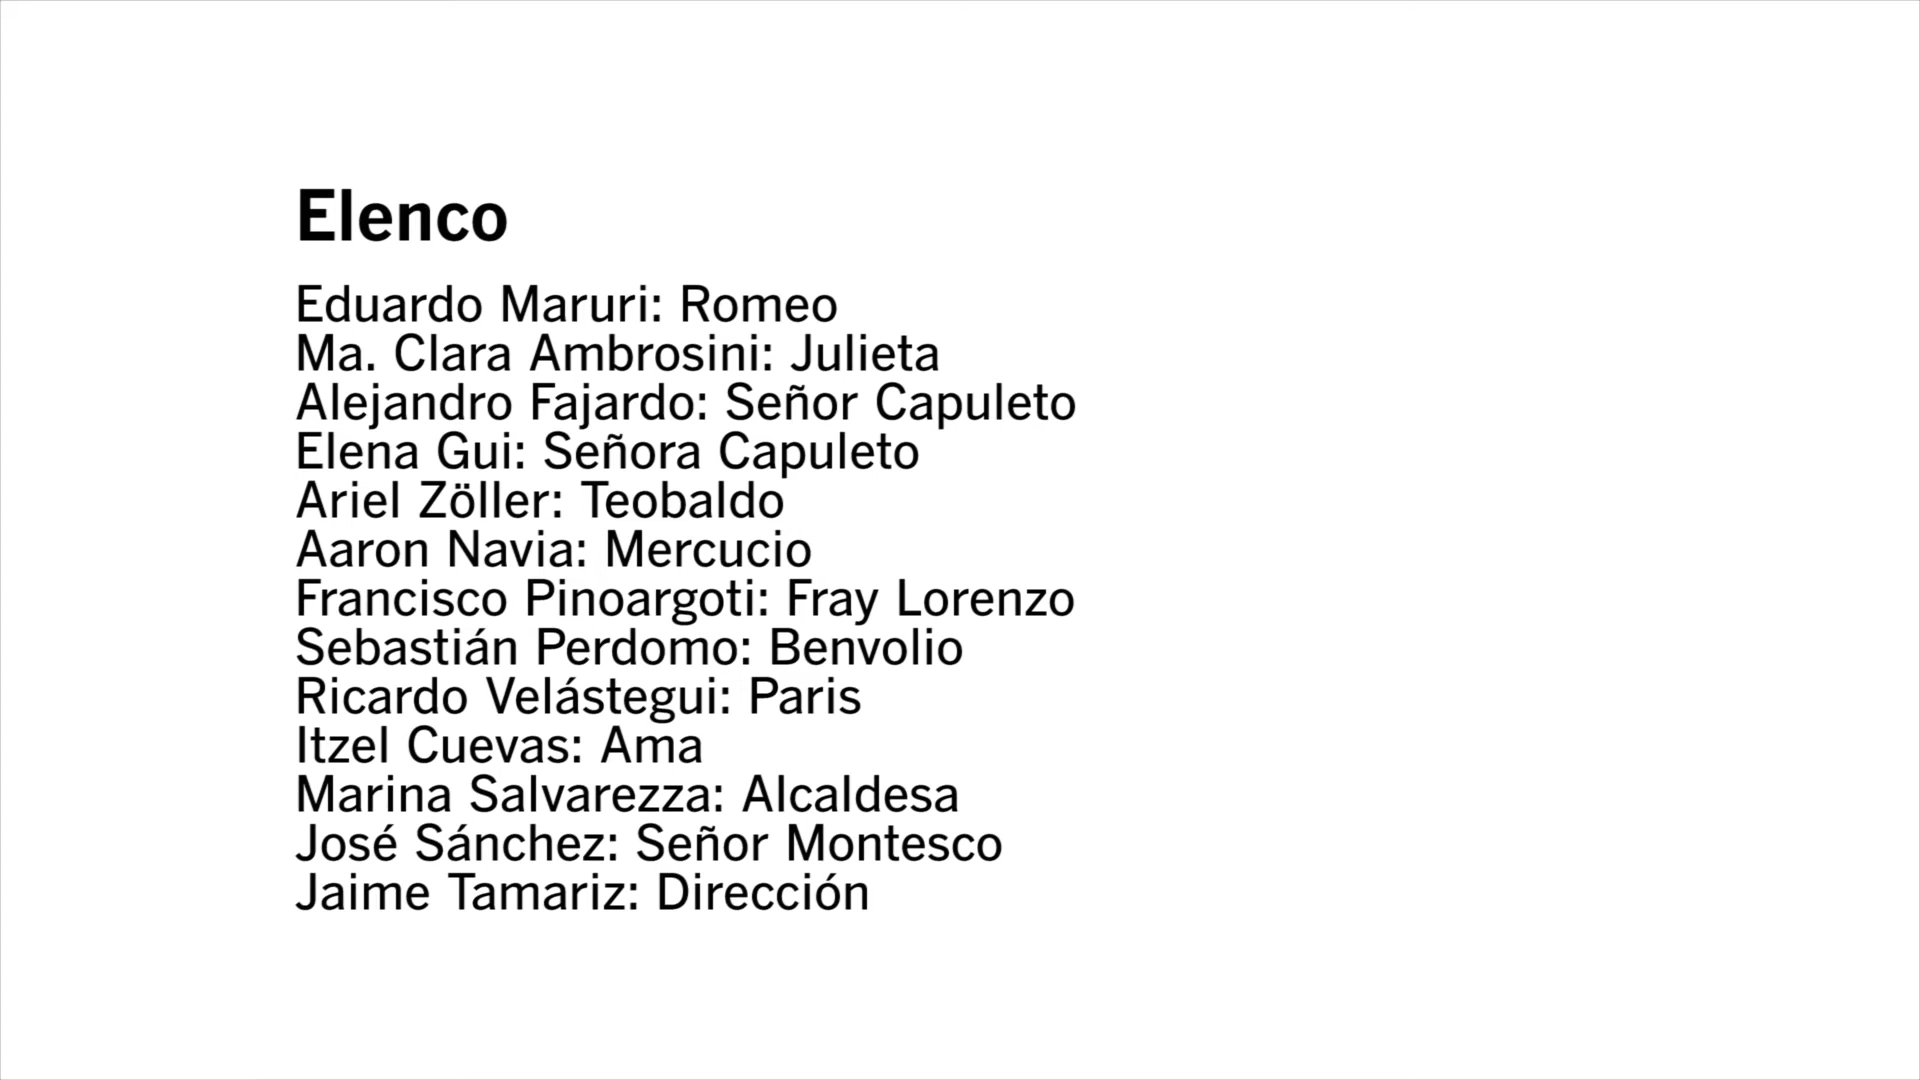 Elenco
Eduardo Maruri: Romeo
Ma. Clara Ambrosini: Julieta
Alejandro Fajardo: Señor Capuleto
Elena Gui: Señora Capuleto
Ariel Zöller: Teobaldo
Aaron Navia: Mercucio
Francisco Pinoargoti: Fray Lorenzo
Sebastián Perdomo: Benvolio
Ricardo Velástegui: Paris
Itzel Cuevas: Ama
Marina Salvarezza: Alcaldesa
José Sánchez: Señor Montesco
Jaime Tamariz: Dirección